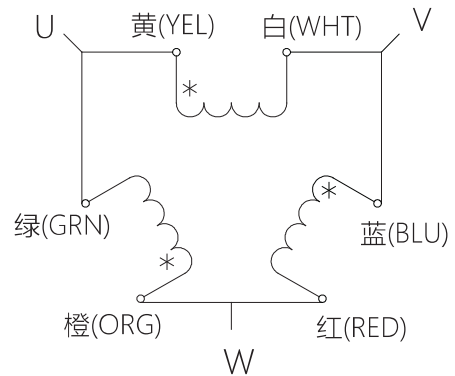 U
黄(YEL)
白(WHT)
V
*
*
绿(GRN)
蓝(BLU)
*
橙(ORG)
红(RED)
W